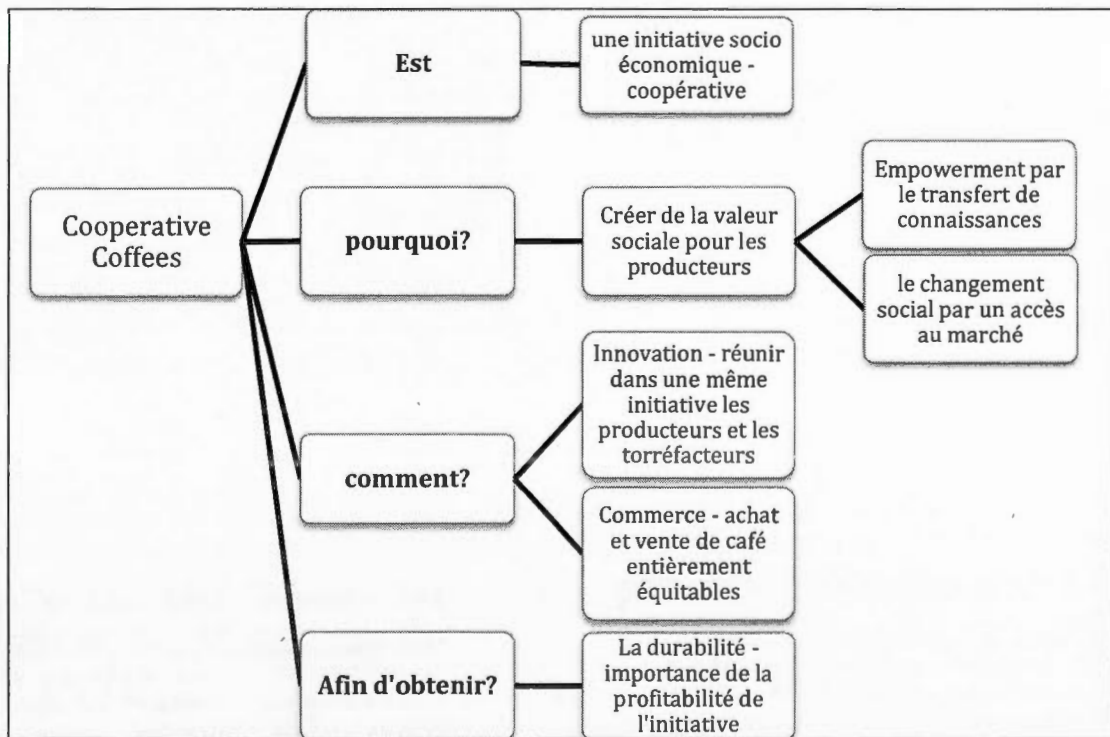 Cooperative
Coffees
Est
une initiative socio
économique -
coopérative
pourquoi?
Créer de la valeur
sociale pour les
producteurs
Empowerment par
le transfert de
connaissances
le changement
social par un accès
au marché
comment?
Innovation - réunir
dans une même
initiative les
producteurs et les
torréfacteurs
Commerce - achat
et vente de café
entièrement
équitables
Afin d'obtenir?
La durabilité -
importance de la
profitabilité de
l'initiative